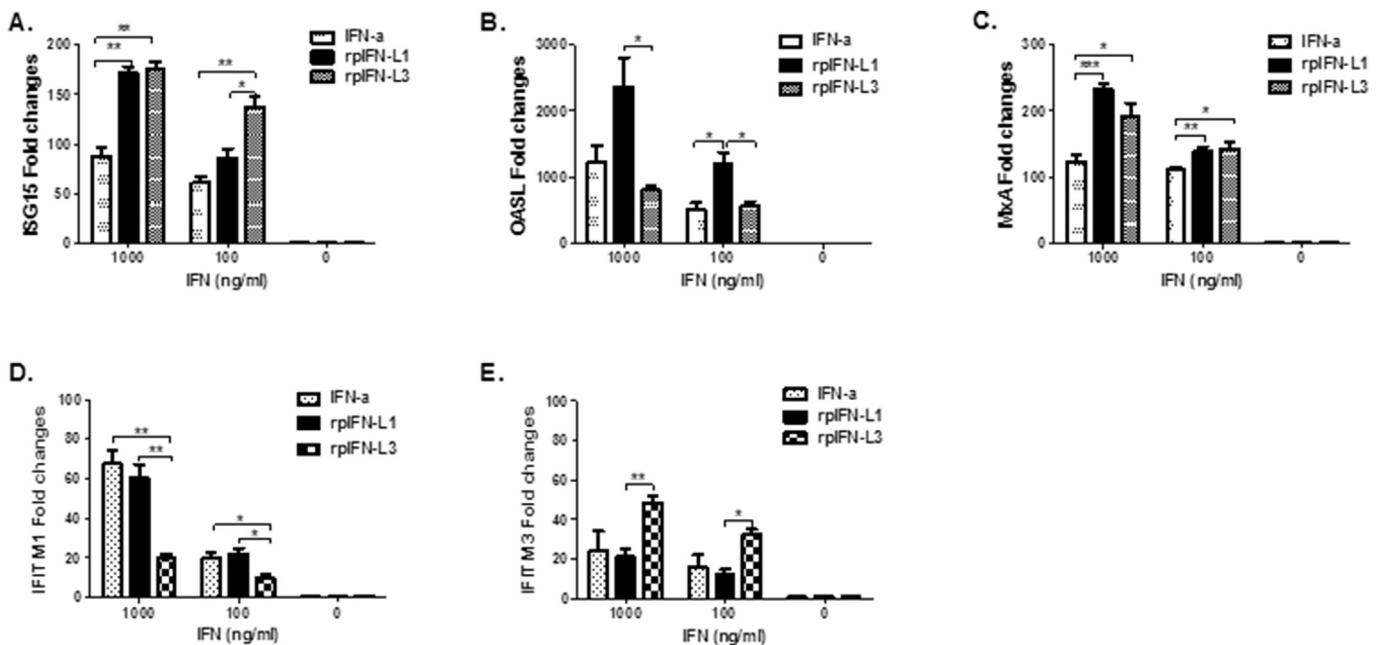 A.
**
**
**
*
ISG15 Fold changes
200
150
100
50
0
1000
100
0
IFN (ng/ml)
IFN-a
rpIFN-L1
rpIFN-L3
B.
*
*
*
OASL Fold changes
3000
2000
1000
0
1000
100
0
IFN (ng/ml)
IFN-a
rpIFN-L1
rpIFN-L3
C.
*
***
*
**
MxA Fold changes
300
200
100
0
1000
100
0
IFN (ng/ml)
IFN-a
rpIFN-L1
rpIFN-L3
D.
**
**
*
*
IFITM1 Fold changes
100
80
60
40
20
0
1000
100
0
IFN (ng/ml)
IFN-a
rpIFN-L1
rpIFN-L3
E.
**
*
IFITM3 Fold changes
100
80
60
40
20
0
1000
100
0
IFN (ng/ml)
IFN-a
rpIFN-L1
rpIFN-L3